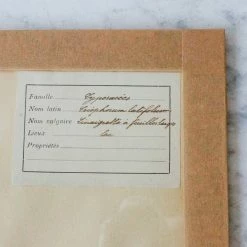 Famille Cyperacées
Nom latin Eriophorum latifolium
Nom vulgaire Linaigrette à feuilles larges
Lieux
Propriétés